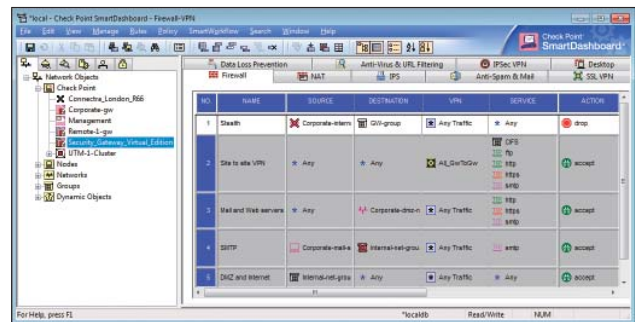 *local - Check Point SmartDashboard - Firewall-VPN
File Edit View Manage Rules Policy SmartWorkflow Search Window Help
Check Point
SmartDashboard
Network Objects
Check Point
Connectra_London_R66
Corporate-gw
Management
Remote-1-gw
Security_Gateway_Virtual_Edition
UTM-1-Cluster
Nodes
Networks
Groups
Dynamic Objects
Data Loss Prevention Anti-Virus & URL Filtering IPSec VPN Desktop
Firewall NAT IPS Anti-Spam & Mail SSL VPN
NO. NAME SOURCE DESTINATION VPN SERVICE ACTION
1 Stealth Corporate-intern GW-group Any Traffic Any drop
2 Site to site VPN Any Any All_GwToGw CIFS ftp http https smtp accept
3 Mail and Web servers Any Corporate-dmz-n Any Traffic http https smtp accept
4 SMTP Corporate-mail-s Internal-net-grou Any Traffic smtp accept
5 DMZ and Internet Internal-net-grou Any Any Traffic Any accept
For Help, press F1 *localdb Read/Write NUM